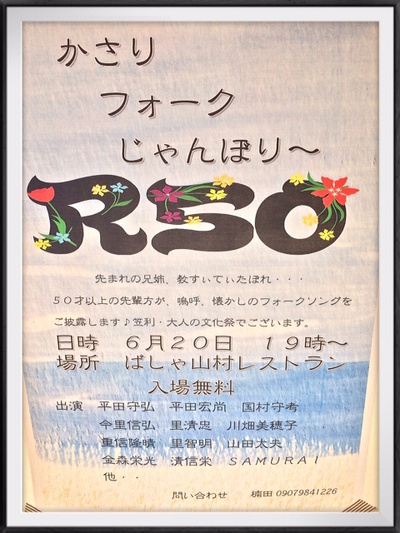 かさり
フォーク
じゃんぼり～
RSO
先まれの兄姉、教すぃてぃたぼれ・・・
５０才以上の先輩方が、嗚呼、懐かしのフォークソングを
ご披露します♪笠利・大人の文化祭でございます。
日時　６月２０日　１９時～
場所　ばしゃ山村レストラン
入場無料
出演　平田守弘　平田宏尚　国村守考
今里信弘　里清忠　川畑美穂子
重信隆晴　里智明　山田太夫
金森栄光　清信栄　ＳＡＭＵＲＡＩ
他・・
問い合わせ　楠田 09079841226